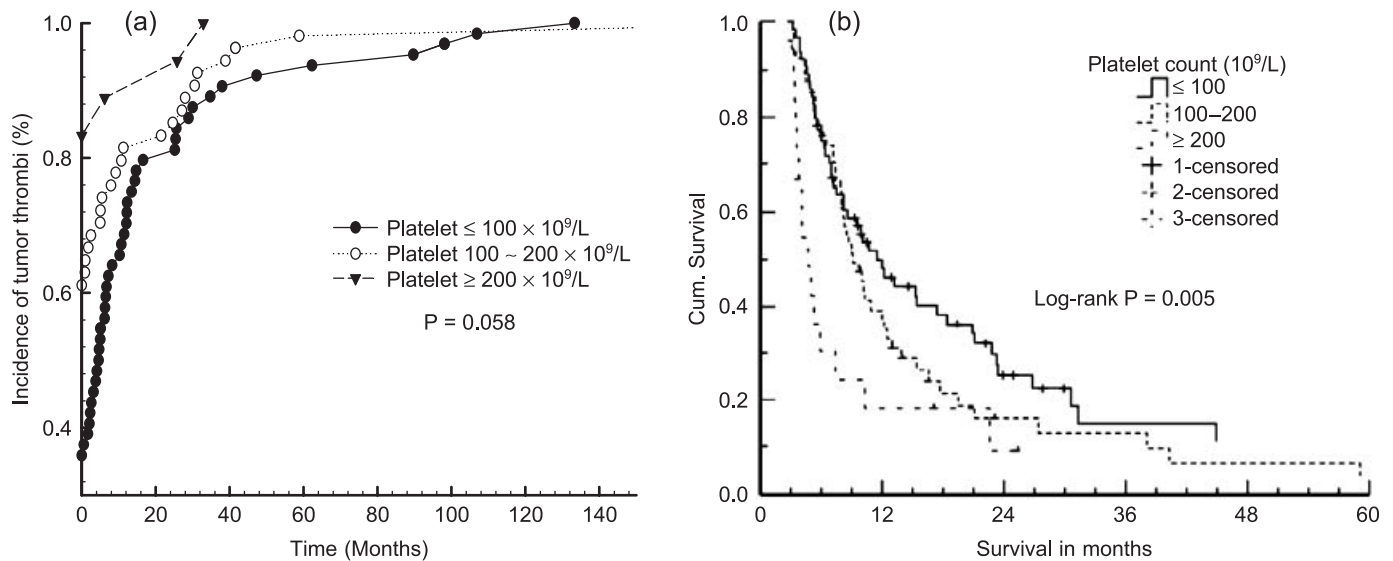 (a)
Incidence of tumor thrombi (%)
1.0
0.8
0.6
0.4
Platelet ≤ 100 × 10⁹/L
Platelet 100 ~ 200 × 10⁹/L
Platelet ≥ 200 × 10⁹/L
P = 0.058
0 20 40 60 80 100 120 140
Time (Months)
(b)
Cum. Survival
1.0
0.8
0.6
0.4
0.2
0.0
Platelet count (10⁹/L)
≤ 100
100–200
≥ 200
1-censored
2-censored
3-censored
Log-rank P = 0.005
0 12 24 36 48 60
Survival in months